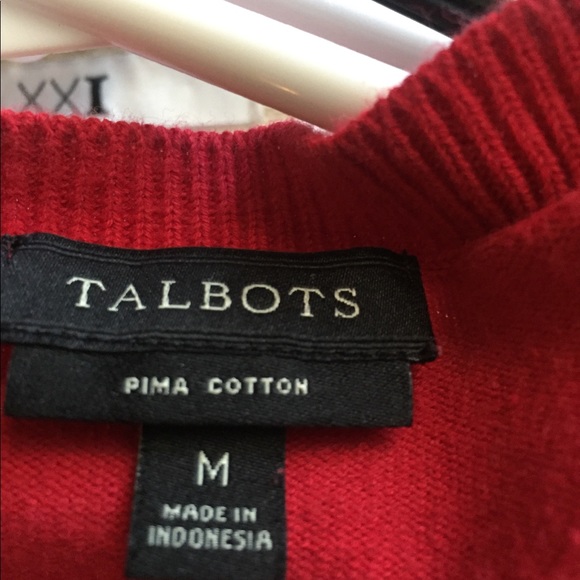 XXI
TALBOTS
PIMA COTTON
M
MADE IN
INDONESIA